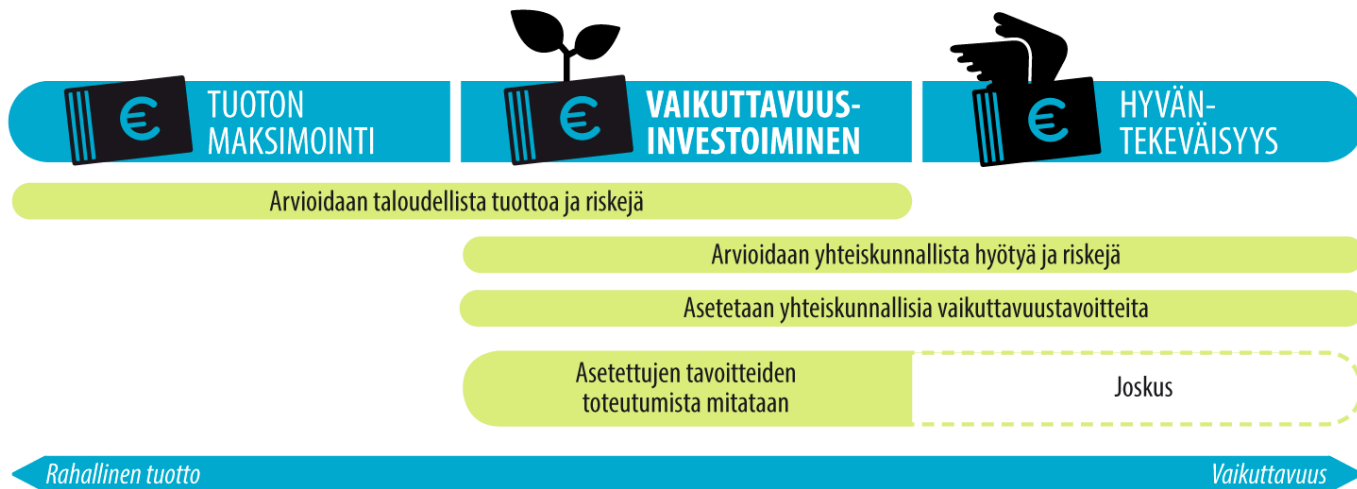 € TUOTON
MAKSIMOINTI
€ VAIKUTTAVUUS-
INVESTOIMINEN
€ HYVÄN-
TEKEVÄISYYS
Arvioidaan taloudellista tuottoa ja riskejä
Arvioidaan yhteiskunnallista hyötyä ja riskejä
Asetetaan yhteiskunnallisia vaikuttavuustavoitteita
Asetettujen tavoitteiden
toteutumista mitataan
Joskus
Rahallinen tuotto
Vaikuttavuus